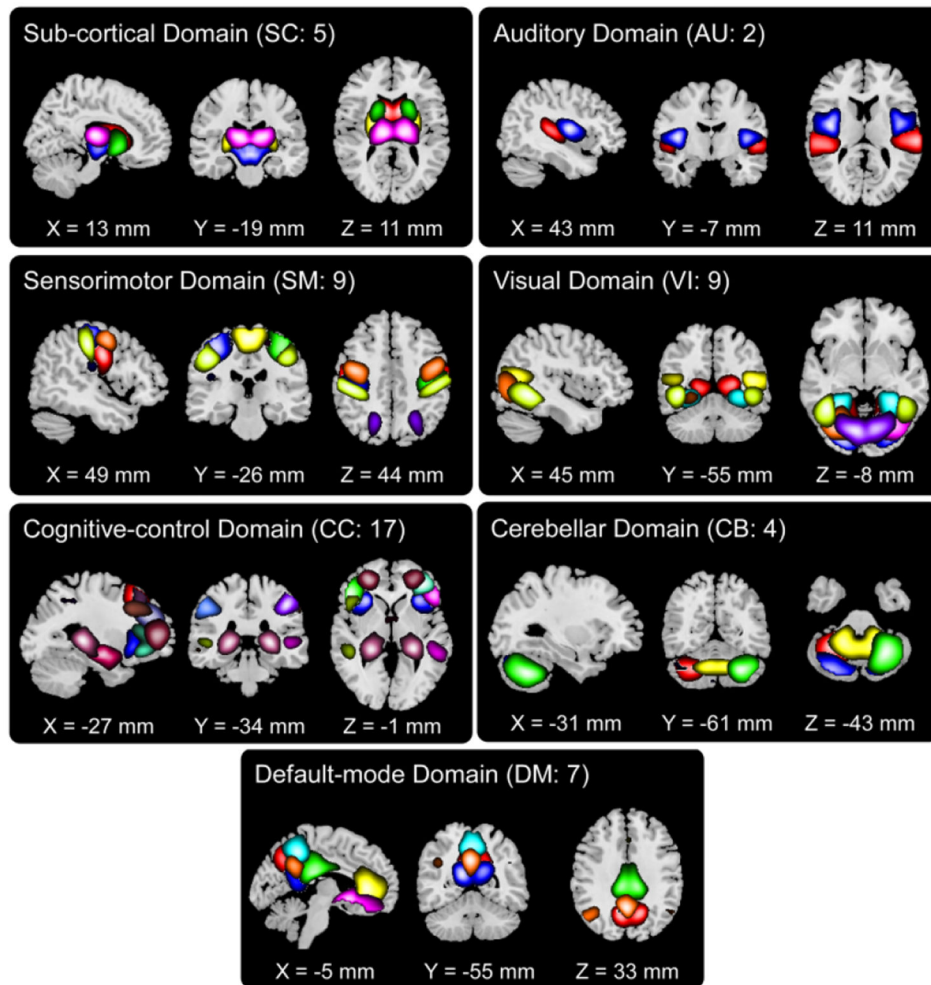 Sub-cortical Domain (SC: 5)
X = 13 mm Y = -19 mm Z = 11 mm
Auditory Domain (AU: 2)
X = 43 mm Y = -7 mm Z = 11 mm
Sensorimotor Domain (SM: 9)
X = 49 mm Y = -26 mm Z = 44 mm
Visual Domain (VI: 9)
X = 45 mm Y = -55 mm Z = -8 mm
Cognitive-control Domain (CC: 17)
X = -27 mm Y = -34 mm Z = -1 mm
Cerebellar Domain (CB: 4)
X = -31 mm Y = -61 mm Z = -43 mm
Default-mode Domain (DM: 7)
X = -5 mm Y = -55 mm Z = 33 mm